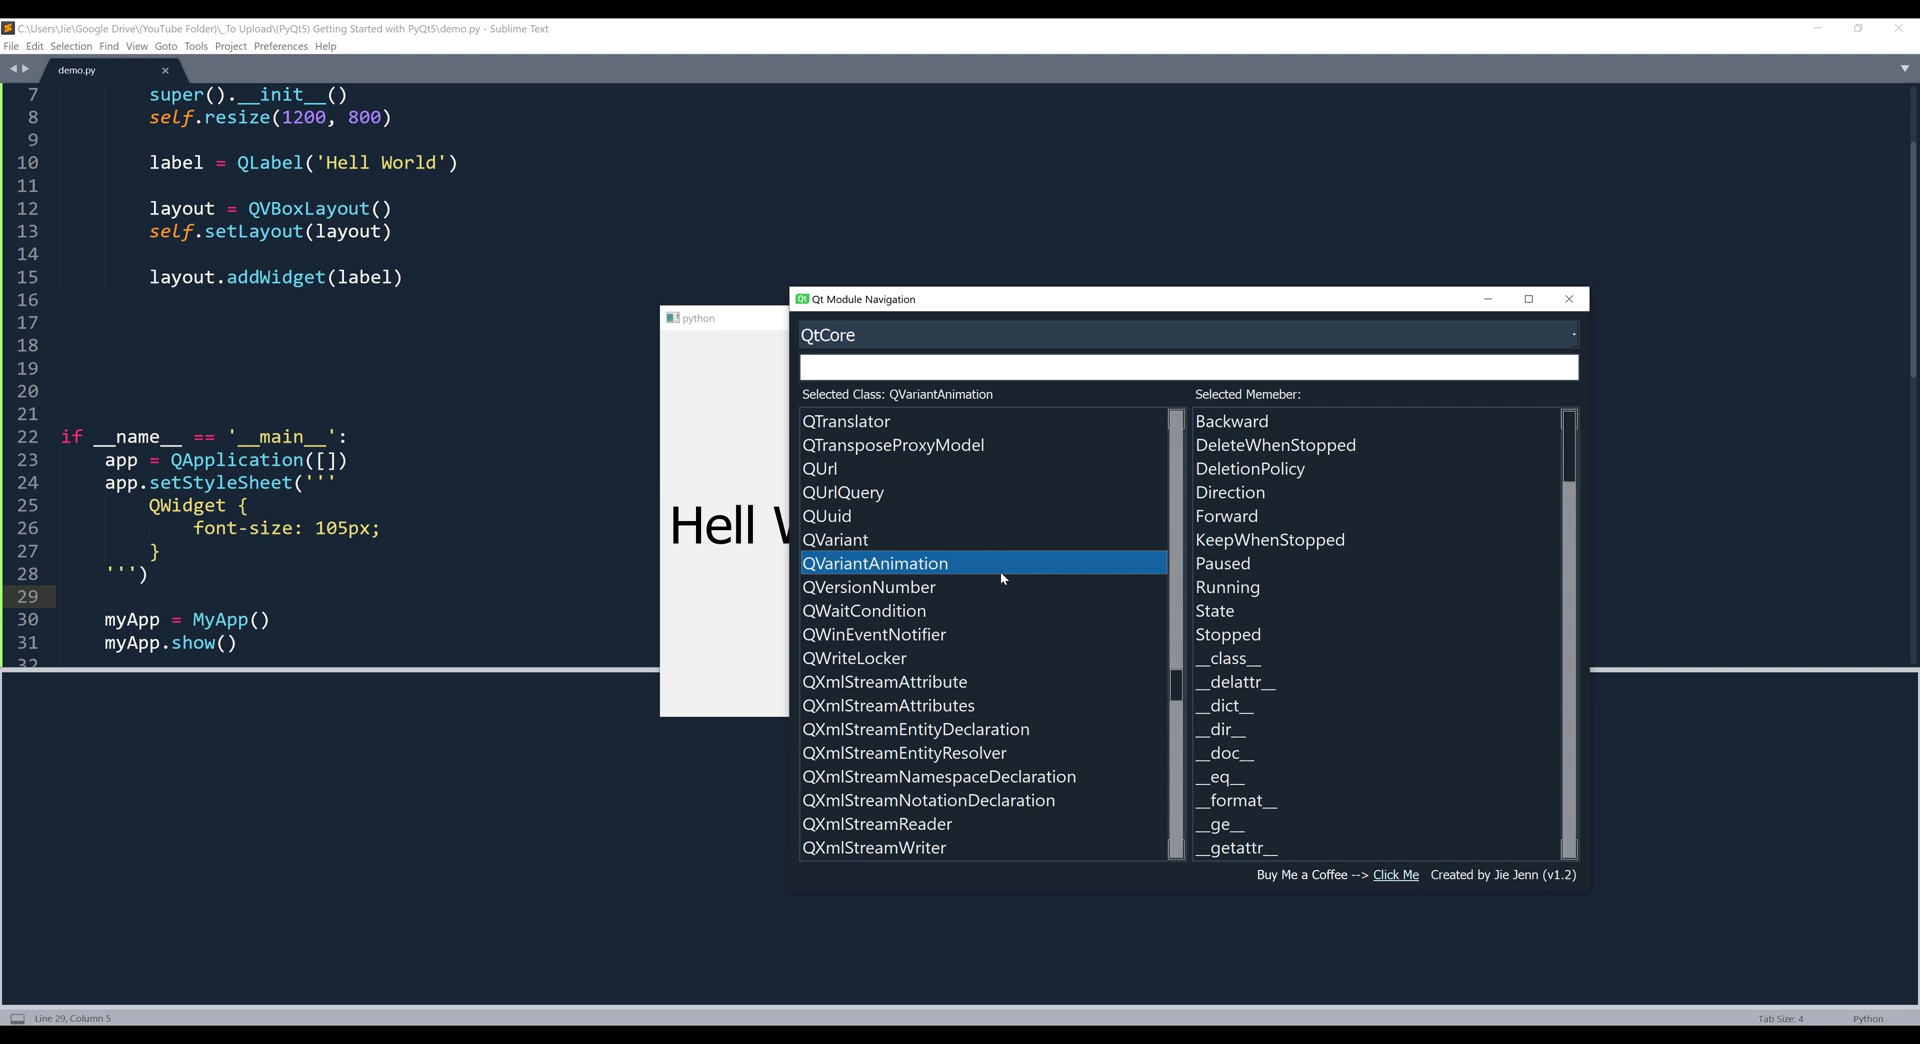 C:\Users\Jie\Google Drive\(YouTube Folder)\_To Upload\(PyQt5) Getting Started with PyQt5\demo.py - Sublime Text
File Edit Selection Find View Goto Tools Project Preferences Help
demo.py
7 super().__init__()
8 self.resize(1200, 800)
9
10 label = QLabel('Hell World')
11
12 layout = QVBoxLayout()
13 self.setLayout(layout)
14
15 layout.addWidget(label)
16
17
18
19
20
21
22 if __name__ == '__main__':
23 app = QApplication([])
24 app.setStyleSheet('''
25 QWidget {
26 font-size: 105px;
27 }
28 ''')
29
30 myApp = MyApp()
31 myApp.show()
32
python
Hell W
Qt Module Navigation
QtCore
Selected Class: QVariantAnimation
QTranslator
QTransposeProxyModel
QUrl
QUrlQuery
QUuid
QVariant
QVariantAnimation
QVersionNumber
QWaitCondition
QWinEventNotifier
QWriteLocker
QXmlStreamAttribute
QXmlStreamAttributes
QXmlStreamEntityDeclaration
QXmlStreamEntityResolver
QXmlStreamNamespaceDeclaration
QXmlStreamNotationDeclaration
QXmlStreamReader
QXmlStreamWriter
Selected Memeber:
Backward
DeleteWhenStopped
DeletionPolicy
Direction
Forward
KeepWhenStopped
Paused
Running
State
Stopped
__class__
__delattr__
__dict__
__dir__
__doc__
__eq__
__format__
__ge__
__getattr__
Buy Me a Coffee --> Click Me Created by Jie Jenn (v1.2)
Line 29, Column 5
Tab Size: 4
Python